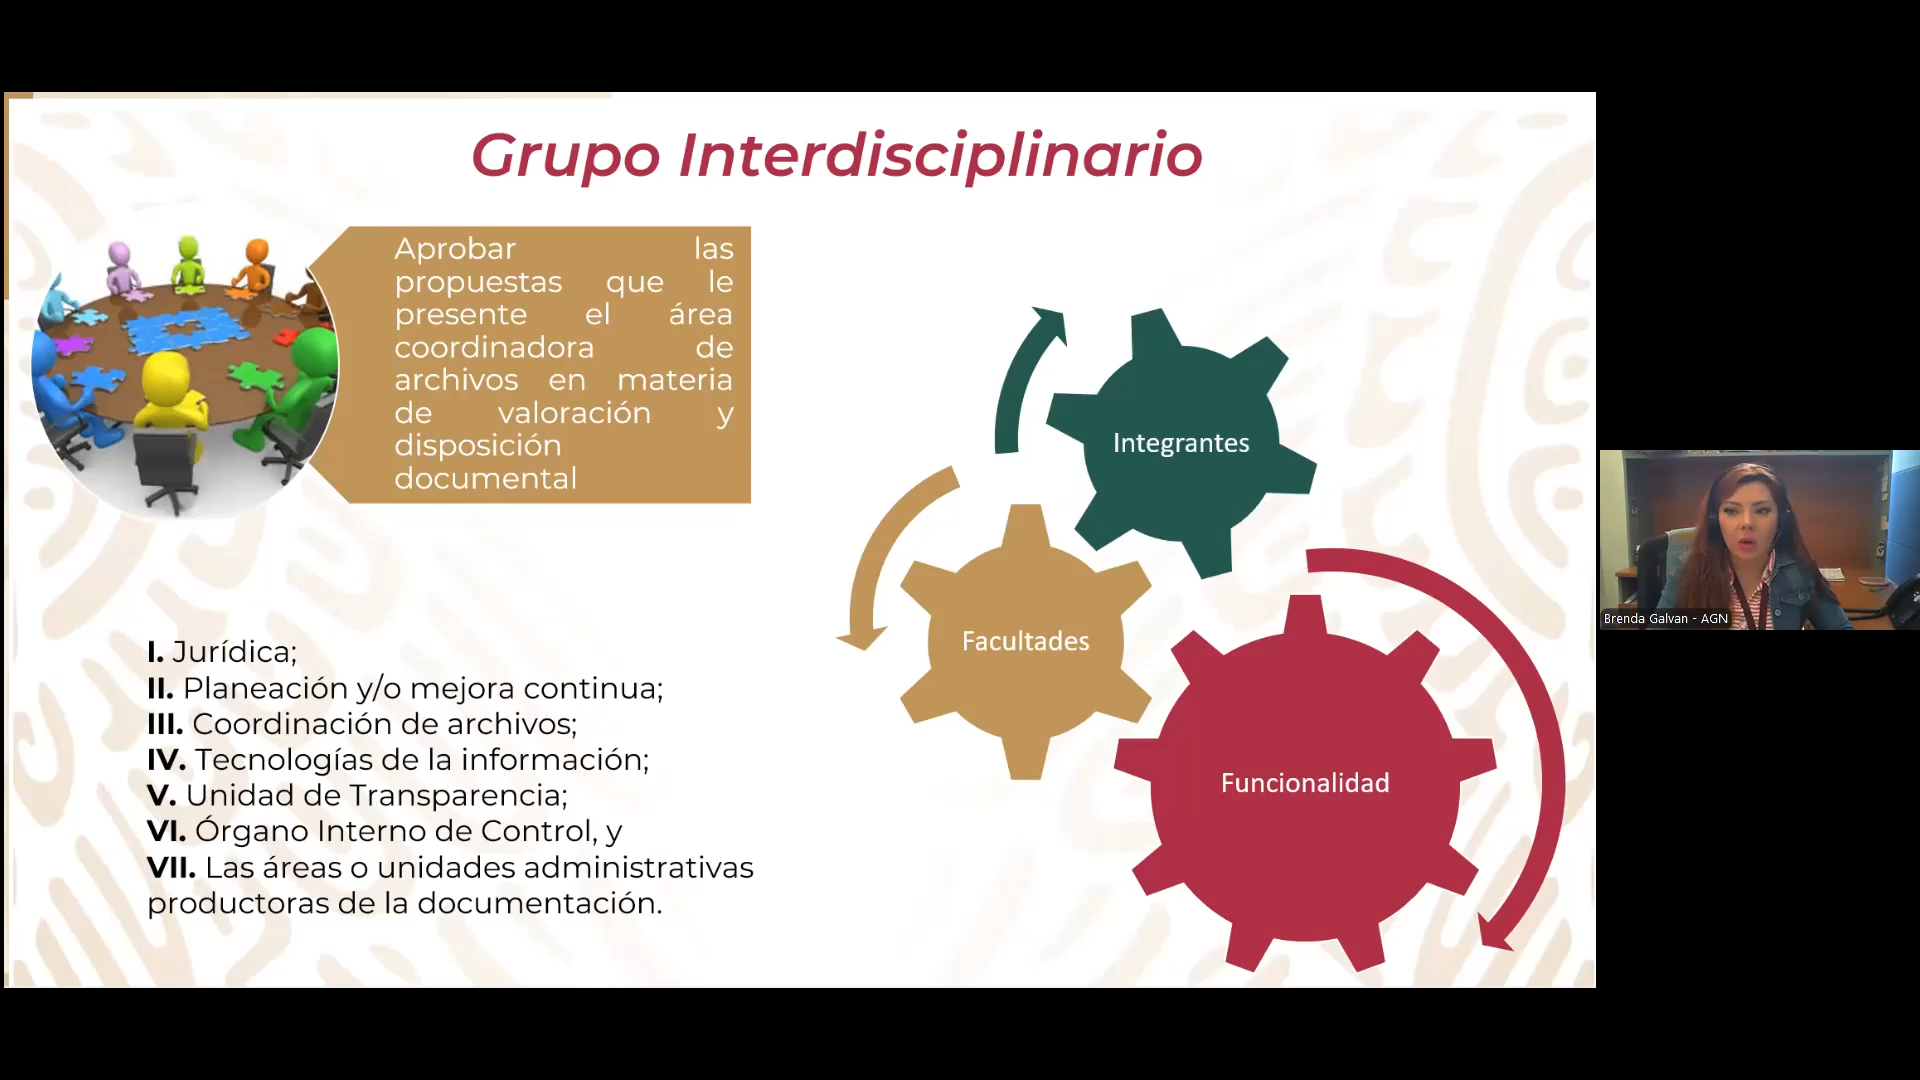 Grupo Interdisciplinario
Aprobar las
propuestas que le
presente el área
coordinadora de
archivos en materia
de valoración y
disposición
documental
I. Jurídica;
II. Planeación y/o mejora continua;
III. Coordinación de archivos;
IV. Tecnologías de la información;
V. Unidad de Transparencia;
VI. Órgano Interno de Control, y
VII. Las áreas o unidades administrativas
productoras de la documentación.
Integrantes
Facultades
Funcionalidad
Brenda Galvan - AGN